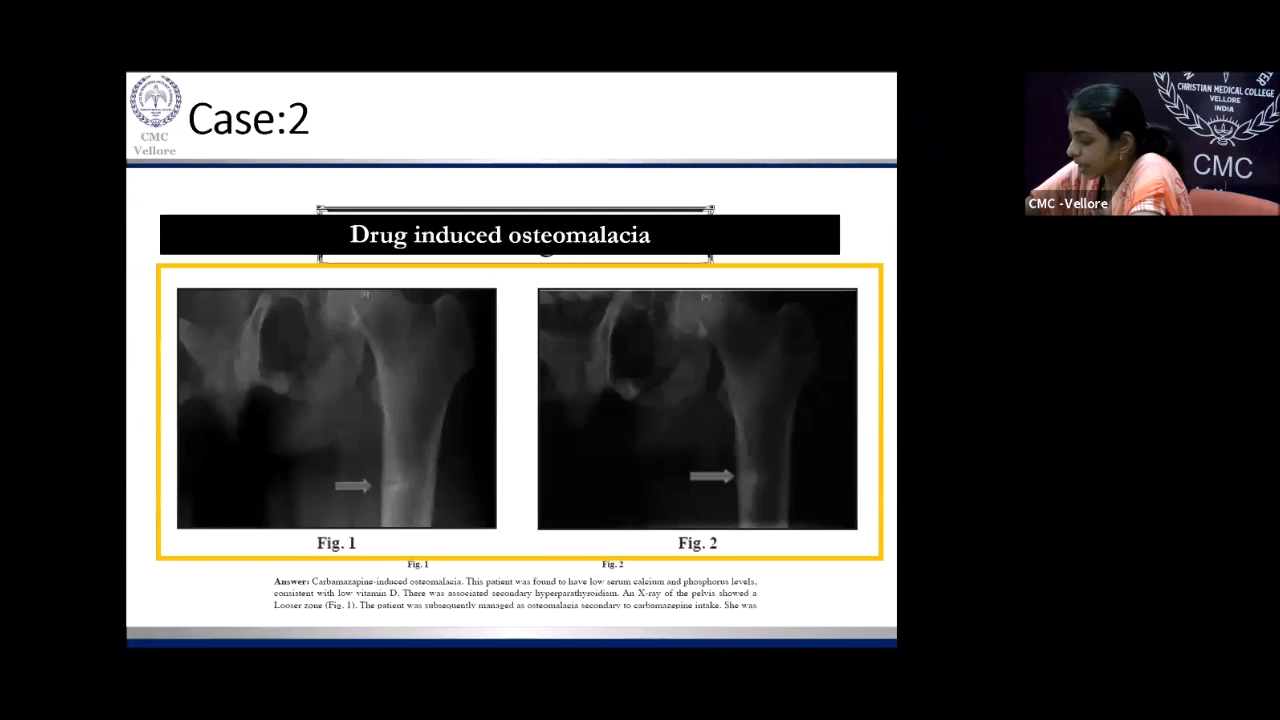 Case:2
CMC
Vellore
Drug induced osteomalacia
Fig. 1
Fig. 2
Fig. 1
Fig. 2
Answer: Carbamazapine-induced osteomalacia. This patient was found to have low serum calcium and phosphorus levels,
consistent with low vitamin D. There was associated secondary hyperparathyroidism. An X-ray of the pelvis showed a
Looser zone (Fig. 1). The patient was subsequently managed as osteomalacia secondary to carbamazepine intake. She was
CHRISTIAN MEDICAL COLLEGE
VELLORE
INDIA
CMC
CMC -Vellore